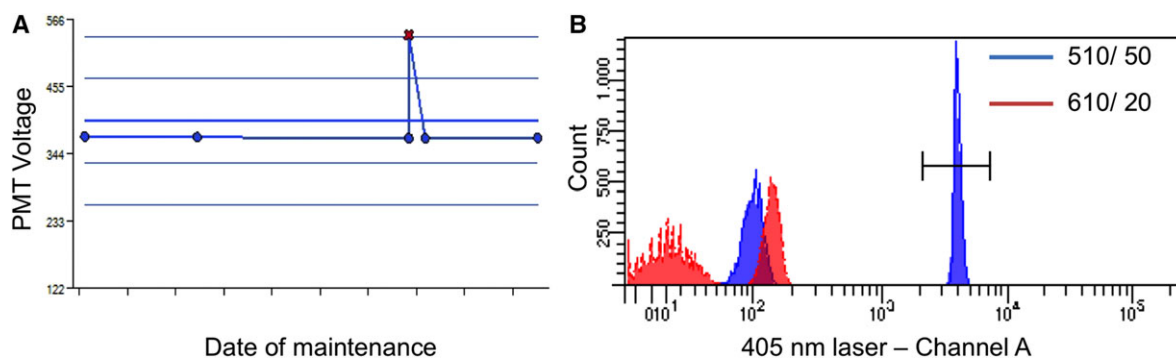 A
566
455
344
233
122
PMT Voltage
Date of maintenance
B
510/ 50
610/ 20
1,000
750
500
250
Count
010¹ 10² 10³ 10⁴ 10⁵
405 nm laser – Channel A